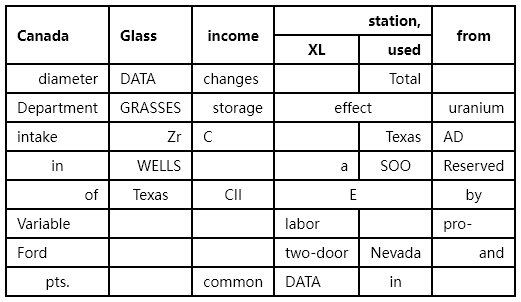 Canada Glass income station, from
XL used
diameter DATA changes Total
Department GRASSES storage effect uranium
intake Zr C Texas AD
in WELLS a SOO Reserved
of Texas CII E by
Variable labor pro-
Ford two-door Nevada and
pts. common DATA in